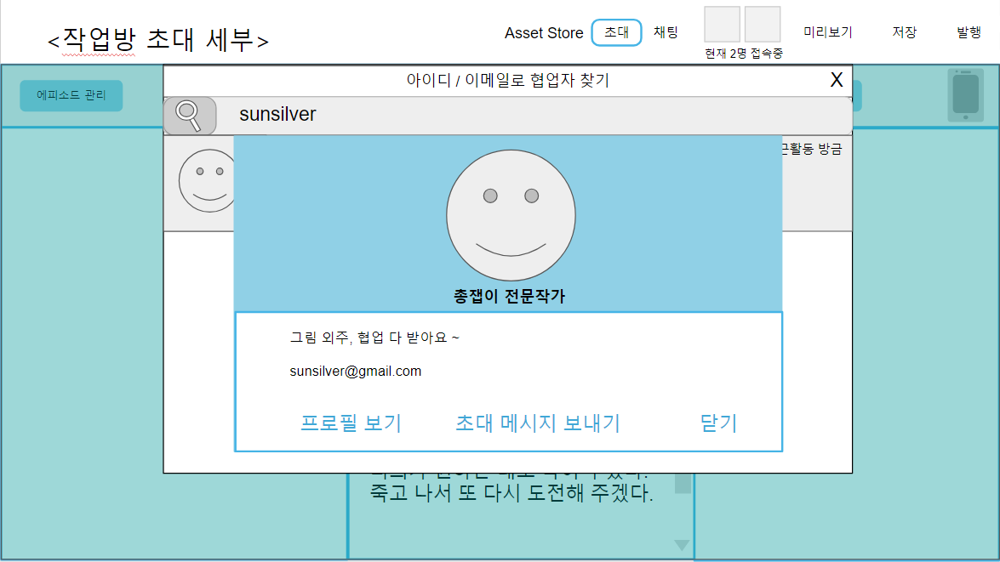 <작업방 초대 세부>
Asset Store 초대 채팅
현재 2명 접속중
미리보기 저장 발행
에피소드 관리
아이디 / 이메일로 협업자 찾기 X
sunsilver
활동 방금
총잽이 전문작가
그림 외주, 협업 다 받아요 ~
sunsilver@gmail.com
프로필 보기 초대 메시지 보내기 닫기
죽고 나서 또 다시 도전해 주겠다.